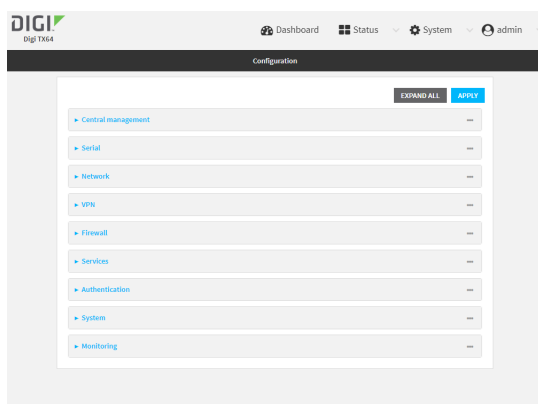 DIGI.
Digi TX64
Dashboard
Status
System
admin
Configuration
EXPAND ALL
APPLY
Central management
Serial
Network
VPN
Firewall
Services
Authentication
System
Monitoring